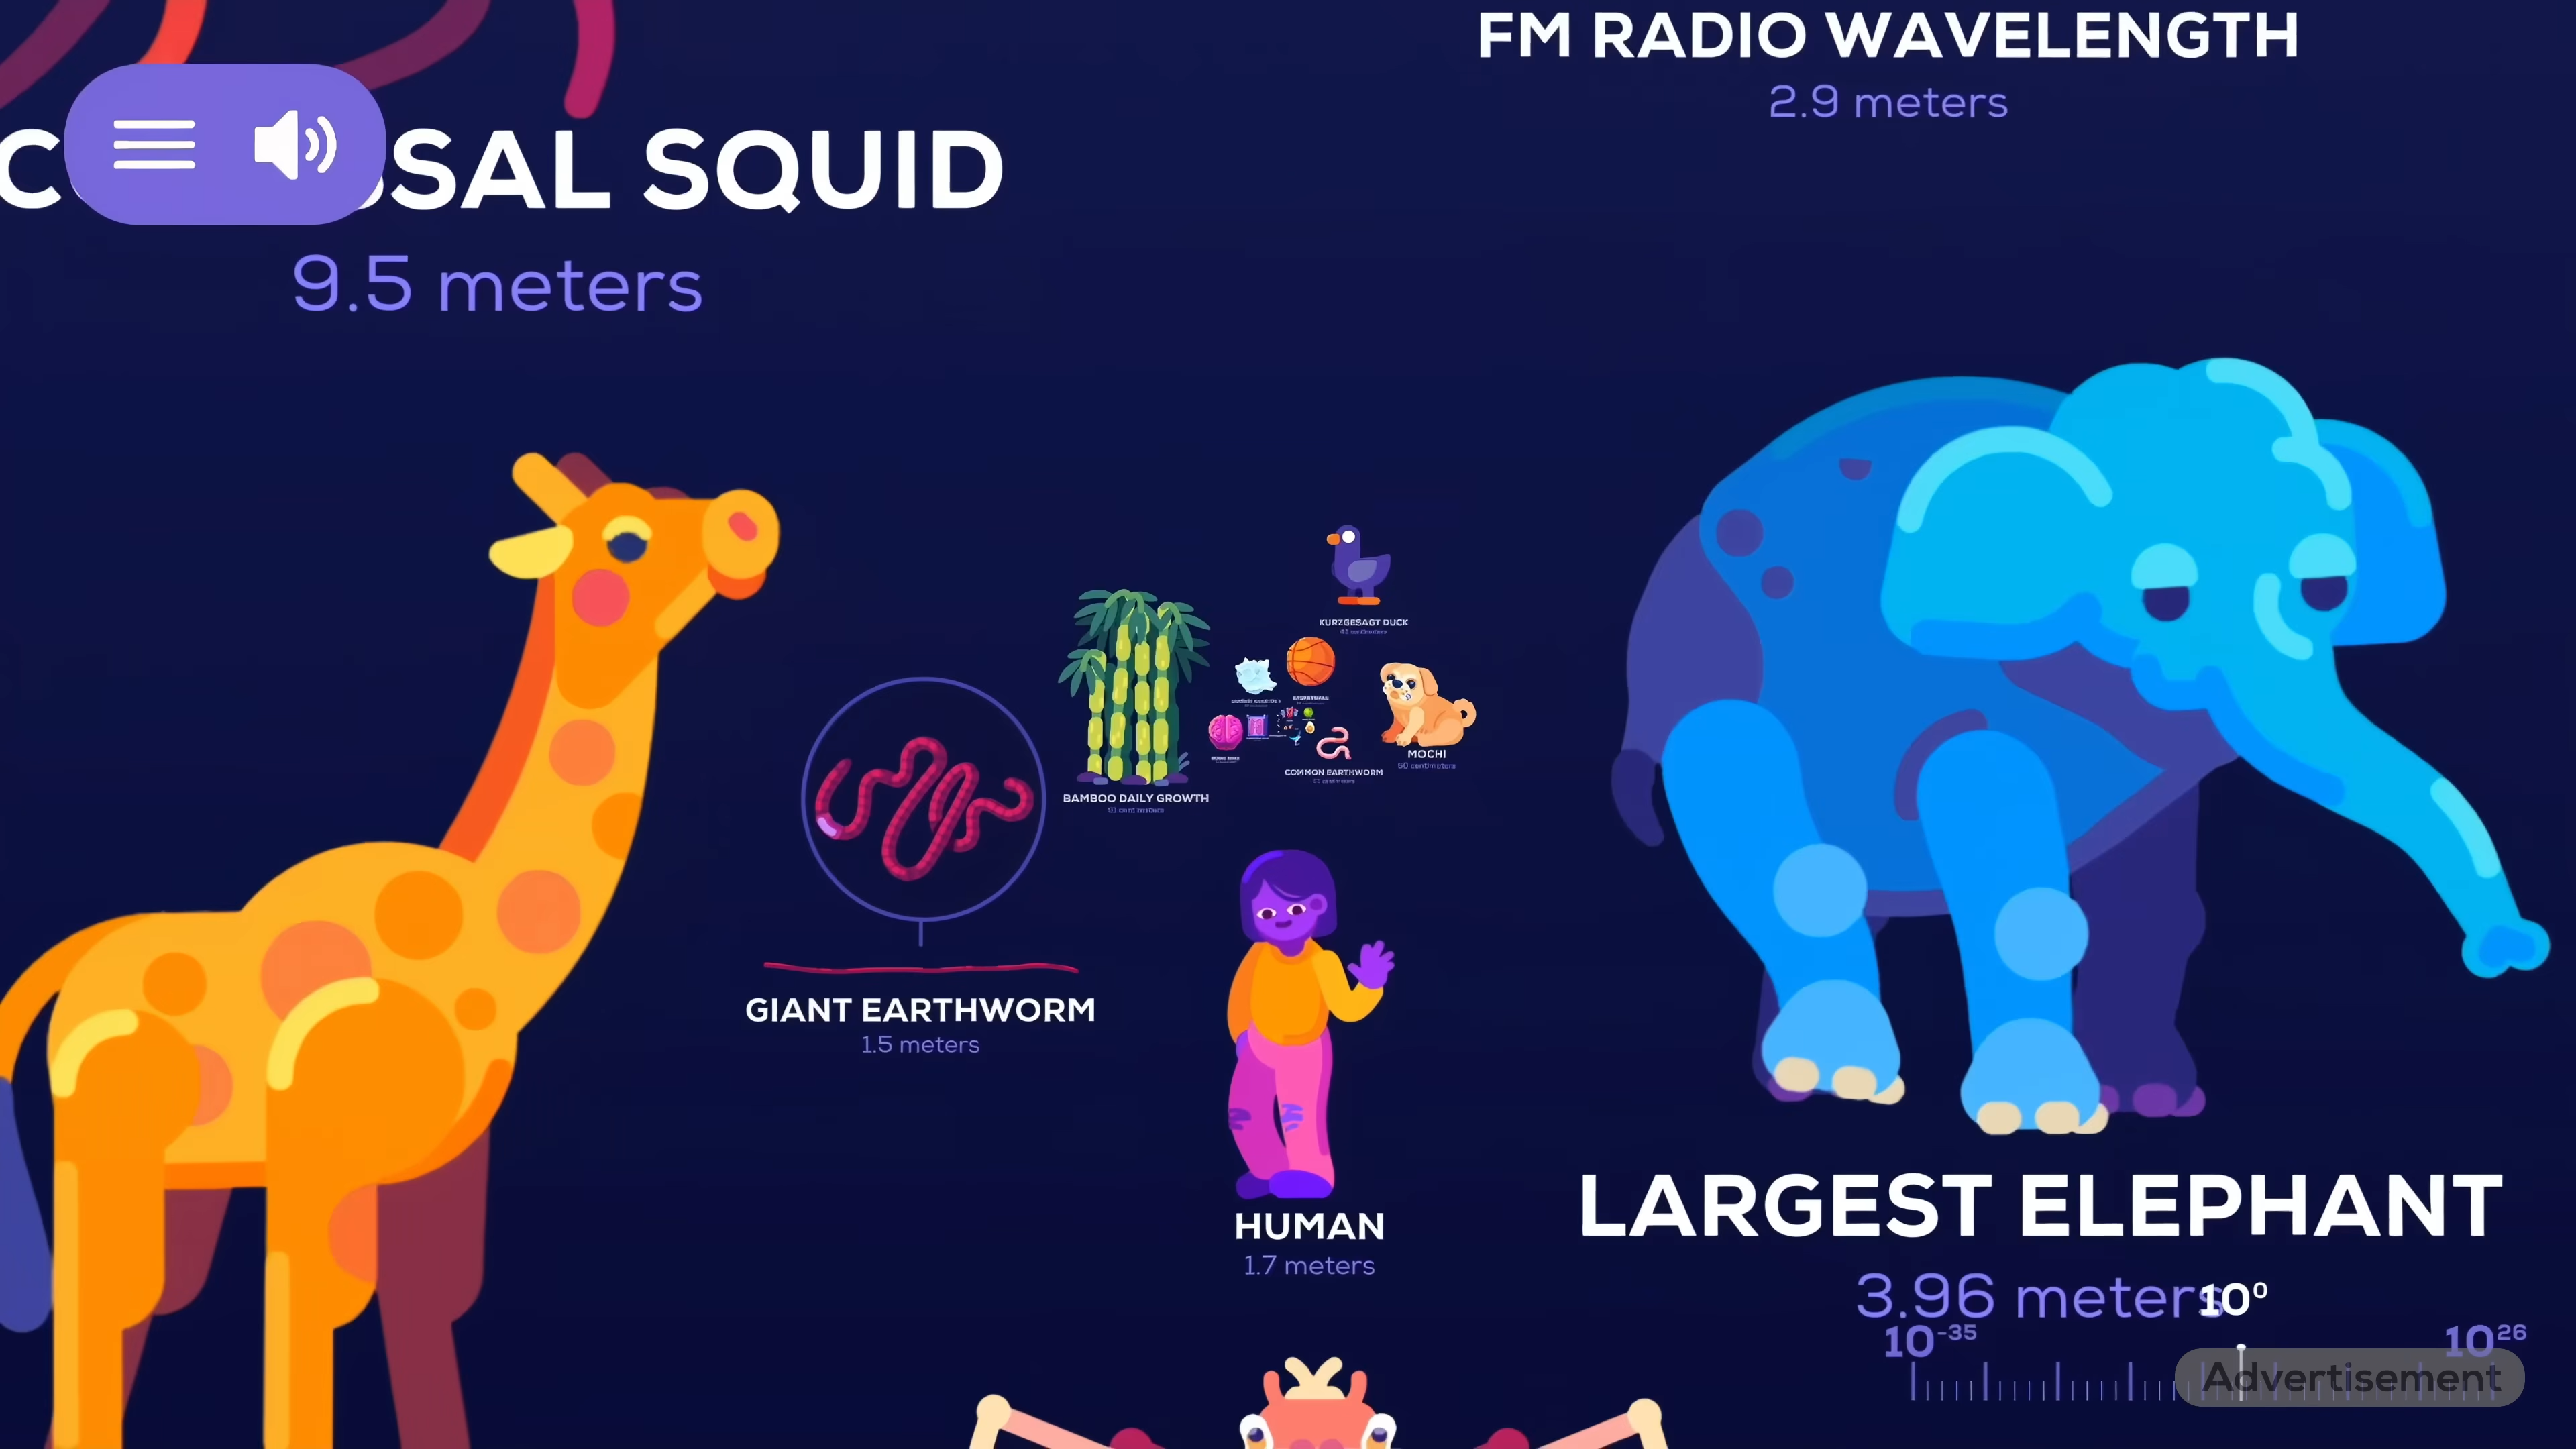 FM RADIO WAVELENGTH
2.9 meters
SAL SQUID
9.5 meters
KURZGESAGT DUCK
MOCHI
50 centimeters
COMMON EARTHWORM
BAMBOO DAILY GROWTH
GIANT EARTHWORM
1.5 meters
HUMAN
1.7 meters
LARGEST ELEPHANT
3.96 meters
10⁰
10⁻³⁵
10²⁶
Advertisement